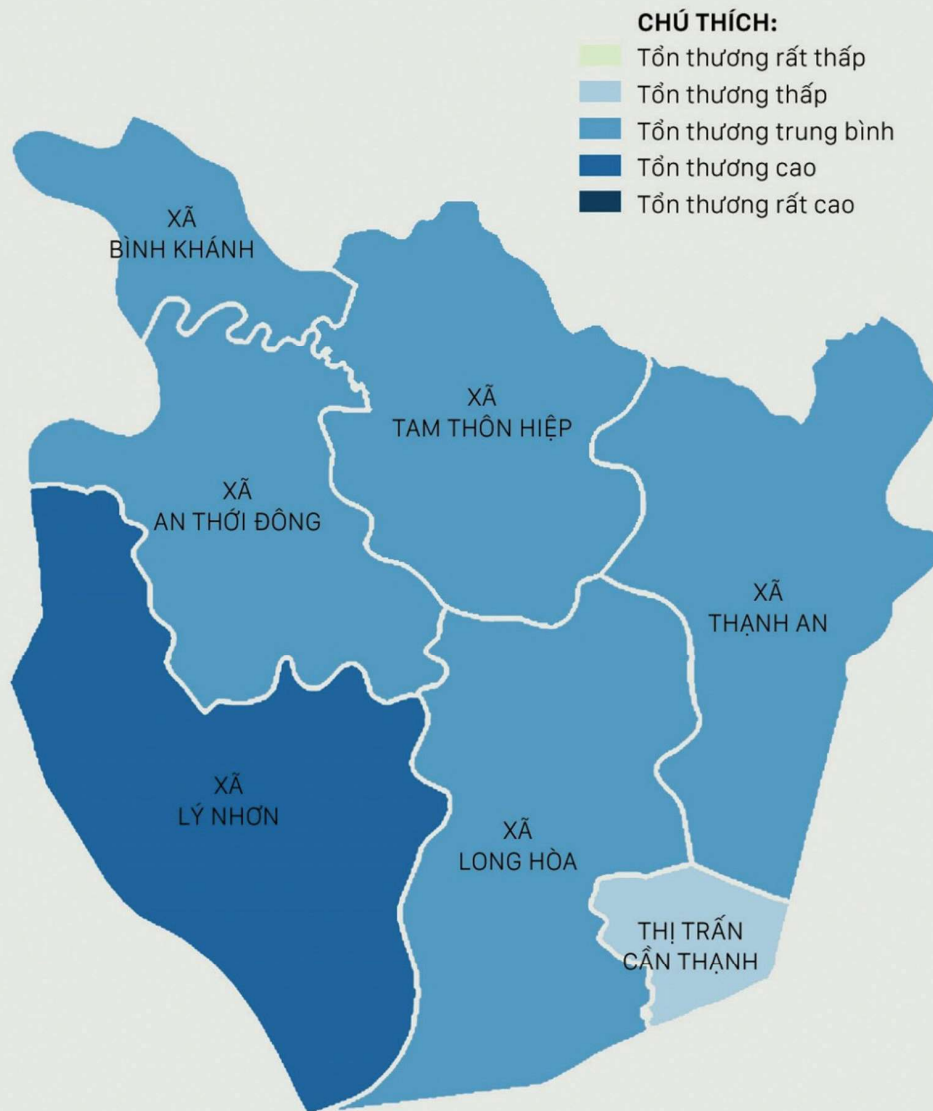 CHÚ THÍCH:
Tổn thương rất thấp
Tổn thương thấp
Tổn thương trung bình
Tổn thương cao
Tổn thương rất cao
XÃ
BÌNH KHÁNH
XÃ
TAM THÔN HIỆP
XÃ
AN THỚI ĐÔNG
XÃ
THẠNH AN
XÃ
LÝ NHƠN
XÃ
LONG HÒA
THỊ TRẤN
CẦN THẠNH